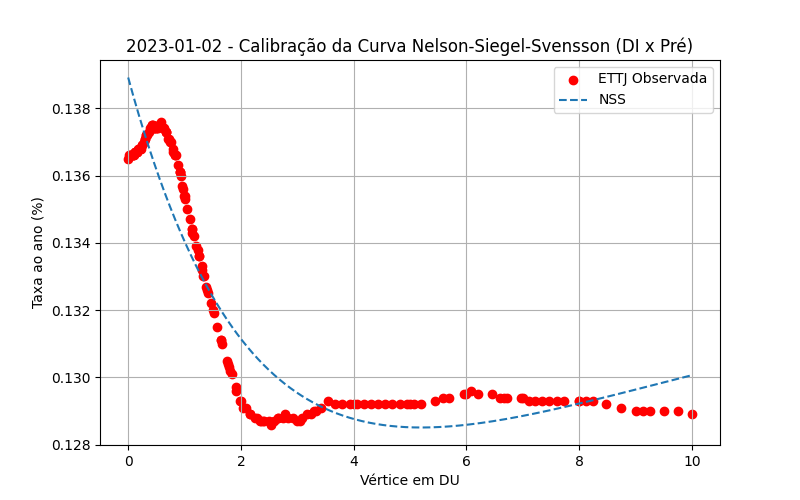 2023-01-02 - Calibração da Curva Nelson-Siegel-Svensson (DI x Pré)
ETTJ Observada
NSS
Taxa ao ano (%)
0.138
0.136
0.134
0.132
0.130
0.128
0 2 4 6 8 10
Vértice em DU